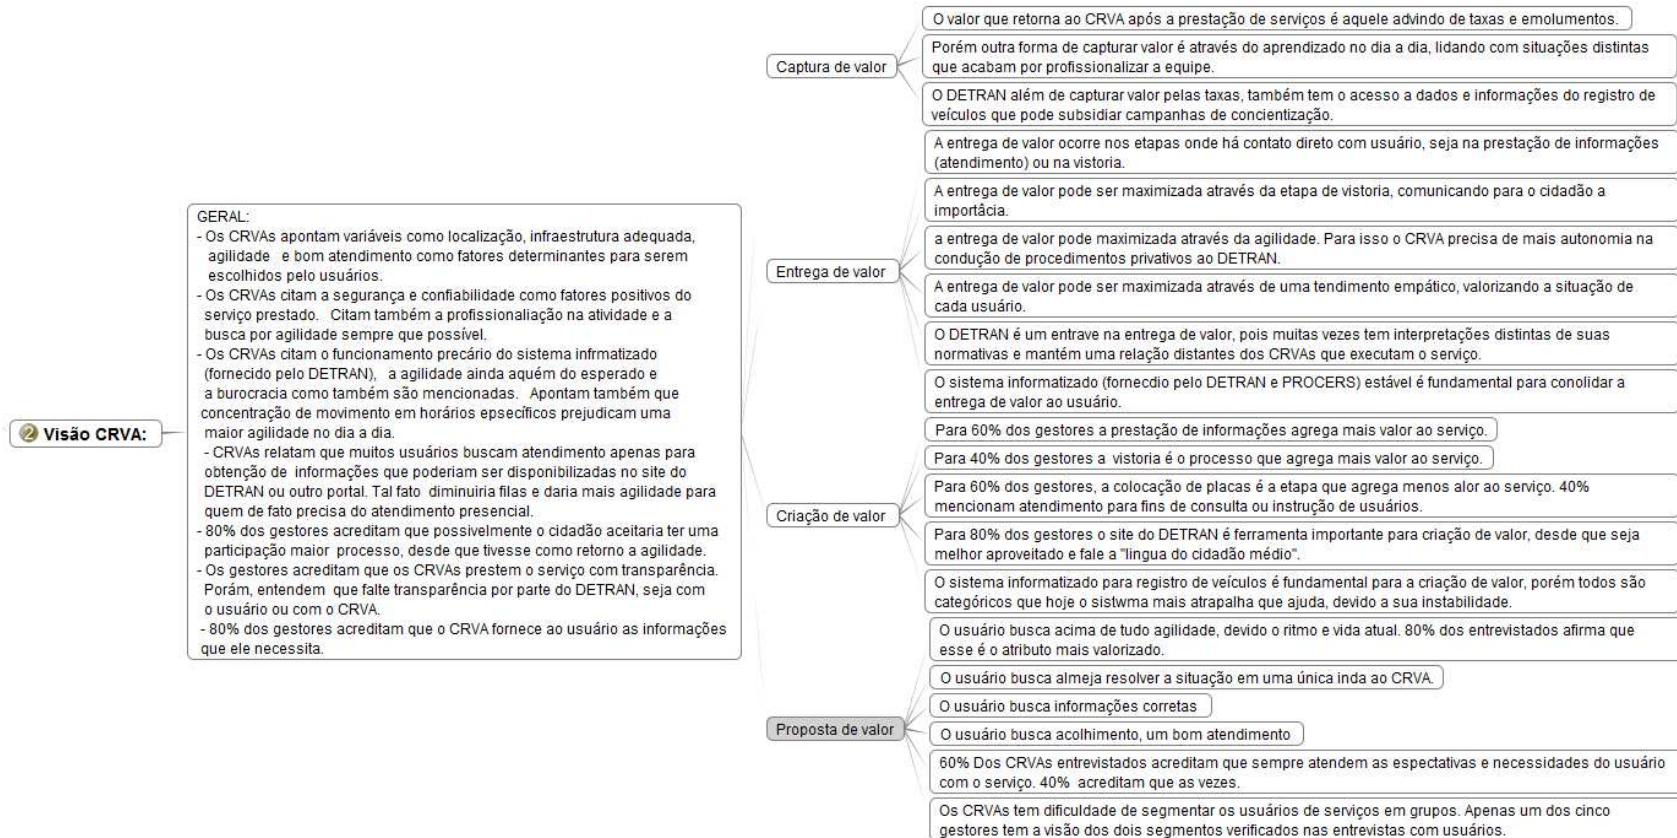 2 Visão CRVA:
GERAL:
- Os CRVAs apontam variáveis como localização, infraestrutura adequada,
agilidade e bom atendimento como fatores determinantes para serem
escolhidos pelo usuários.
- Os CRVAs citam a segurança e confiabilidade como fatores positivos do
serviço prestado. Citam também a profissionaliação na atividade e a
busca por agilidade sempre que possível.
- Os CRVAs citam o funcionamento precário do sistema infrmatizado
(fornecido pelo DETRAN), a agilidade ainda aquém do esperado e
a burocracia como também são mencionadas. Apontam também que
concentração de movimento em horários epsecíficos prejudicam uma
maior agilidade no dia a dia.
- CRVAs relatam que muitos usuários buscam atendimento apenas para
obtenção de informações que poderiam ser disponibilizadas no site do
DETRAN ou outro portal. Tal fato diminuiria filas e daria mais agilidade para
quem de fato precisa do atendimento presencial.
- 80% dos gestores acreditam que possivelmente o cidadão aceitaria ter uma
participação maior processo, desde que tivesse como retorno a agilidade.
- Os gestores acreditam que os CRVAs prestem o serviço com transparência.
Porám, entendem que falte transparência por parte do DETRAN, seja com
o usuário ou com o CRVA.
- 80% dos gestores acreditam que o CRVA fornece ao usuário as informações
que ele necessita.
Captura de valor
O valor que retorna ao CRVA após a prestação de serviços é aquele advindo de taxas e emolumentos.
Porém outra forma de capturar valor é através do aprendizado no dia a dia, lidando com situações distintas
que acabam por profissionalizar a equipe.
O DETRAN além de capturar valor pelas taxas, também tem o acesso a dados e informações do registro de
veículos que pode subsidiar campanhas de concientização.
Entrega de valor
A entrega de valor ocorre nos etapas onde há contato direto com usuário, seja na prestação de informações
(atendimento) ou na vistoria.
A entrega de valor pode ser maximizada através da etapa de vistoria, comunicando para o cidadão a
importâcia.
a entrega de valor pode maximizada através da agilidade. Para isso o CRVA precisa de mais autonomia na
condução de procedimentos privativos ao DETRAN.
A entrega de valor pode ser maximizada através de uma tendimento empático, valorizando a situação de
cada usuário.
O DETRAN é um entrave na entrega de valor, pois muitas vezes tem interpretações distintas de suas
normativas e mantém uma relação distantes dos CRVAs que executam o serviço.
O sistema informatizado (fornecdio pelo DETRAN e PROCERS) estável é fundamental para conolidar a
entrega de valor ao usuário.
Criação de valor
Para 60% dos gestores a prestação de informações agrega mais valor ao serviço.
Para 40% dos gestores a vistoria é o processo que agrega mais valor ao serviço.
Para 60% dos gestores, a colocação de placas é a etapa que agrega menos alor ao serviço. 40%
mencionam atendimento para fins de consulta ou instrução de usuários.
Para 80% dos gestores o site do DETRAN é ferramenta importante para criação de valor, desde que seja
melhor aproveitado e fale a "lingua do cidadão médio".
O sistema informatizado para registro de veículos é fundamental para a criação de valor, porém todos são
categóricos que hoje o sistwma mais atrapalha que ajuda, devido a sua instabilidade.
Proposta de valor
O usuário busca acima de tudo agilidade, devido o ritmo e vida atual. 80% dos entrevistados afirma que
esse é o atributo mais valorizado.
O usuário busca almeja resolver a situação em uma única inda ao CRVA.
O usuário busca informações corretas
O usuário busca acolhimento, um bom atendimento
60% Dos CRVAs entrevistados acreditam que sempre atendem as espectativas e necessidades do usuário
com o serviço. 40% acreditam que as vezes.
Os CRVAs tem dificuldade de segmentar os usuários de serviços em grupos. Apenas um dos cinco
gestores tem a visão dos dois segmentos verificados nas entrevistas com usuários.